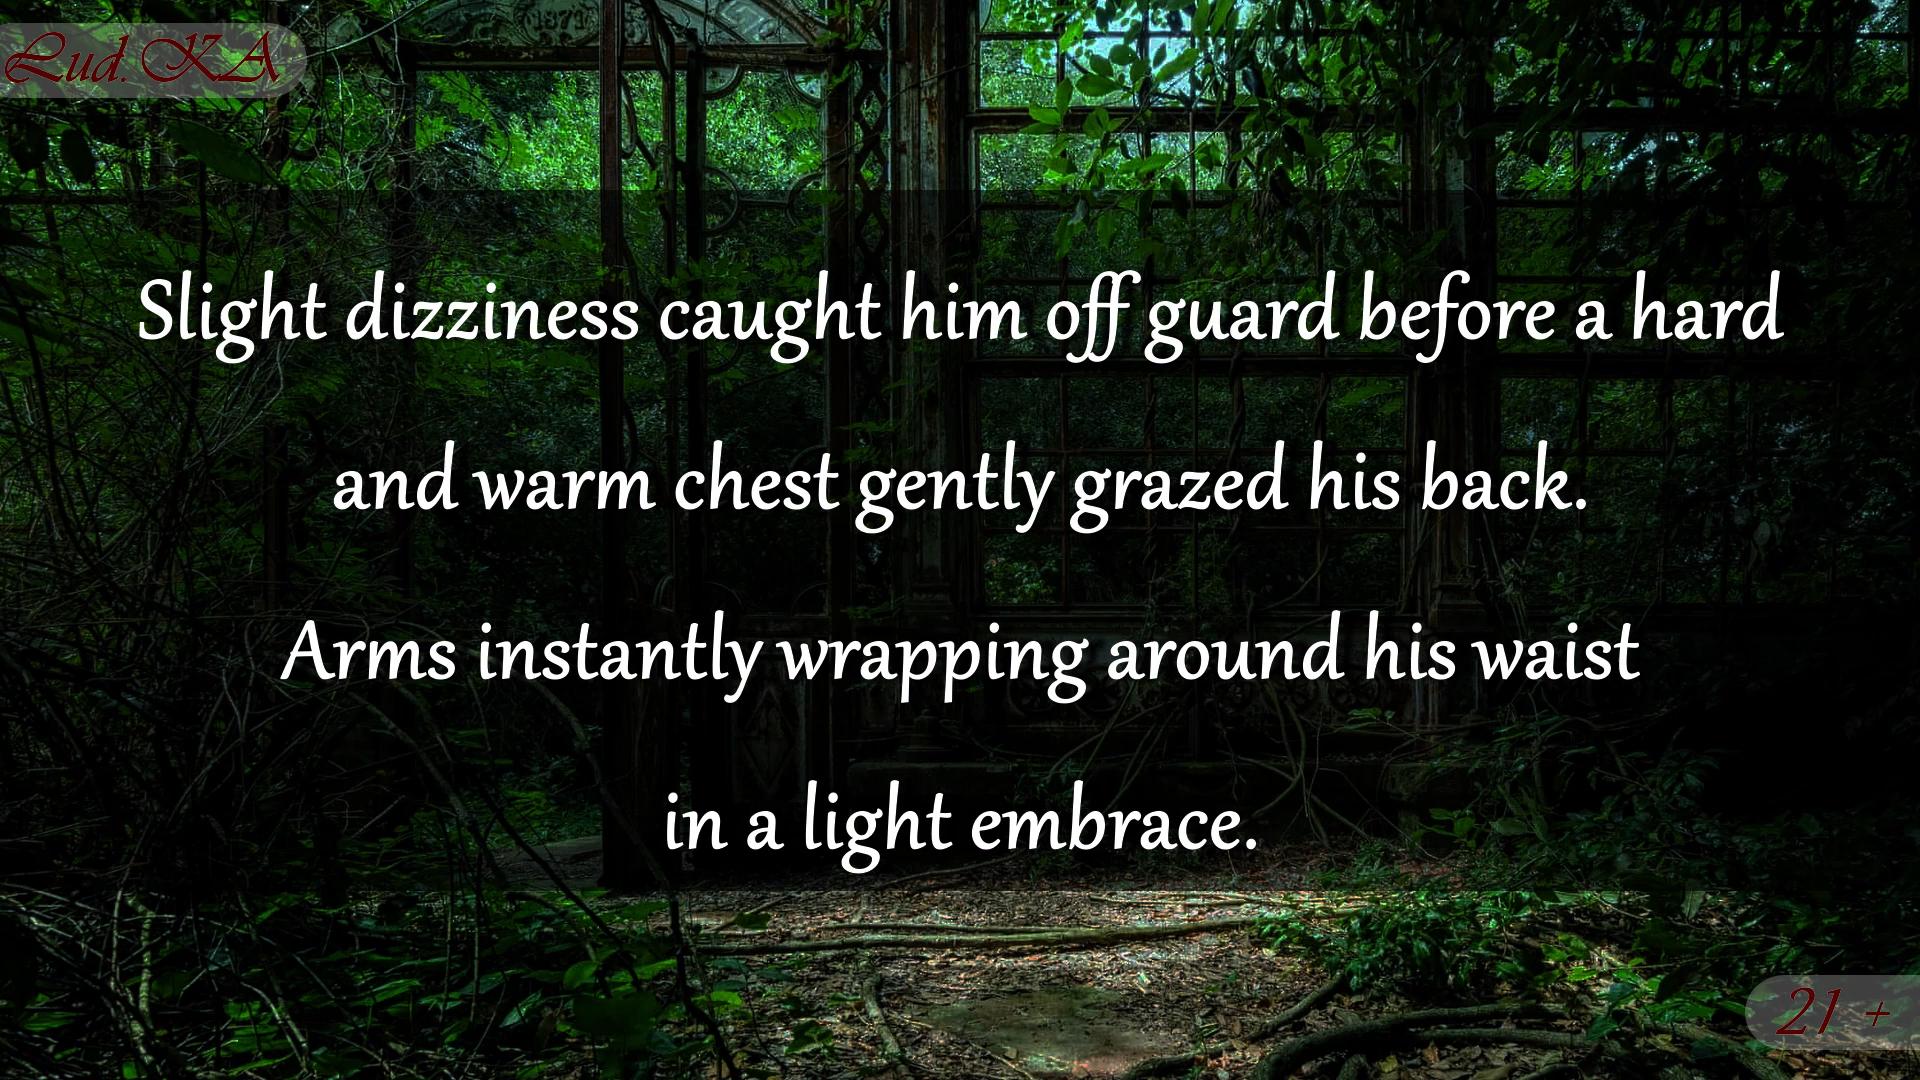 1871
Lud. KA
Slight dizziness caught him off guard before a hard
and warm chest gently grazed his back.
Arms instantly wrapping around his waist
in a light embrace.
21 +